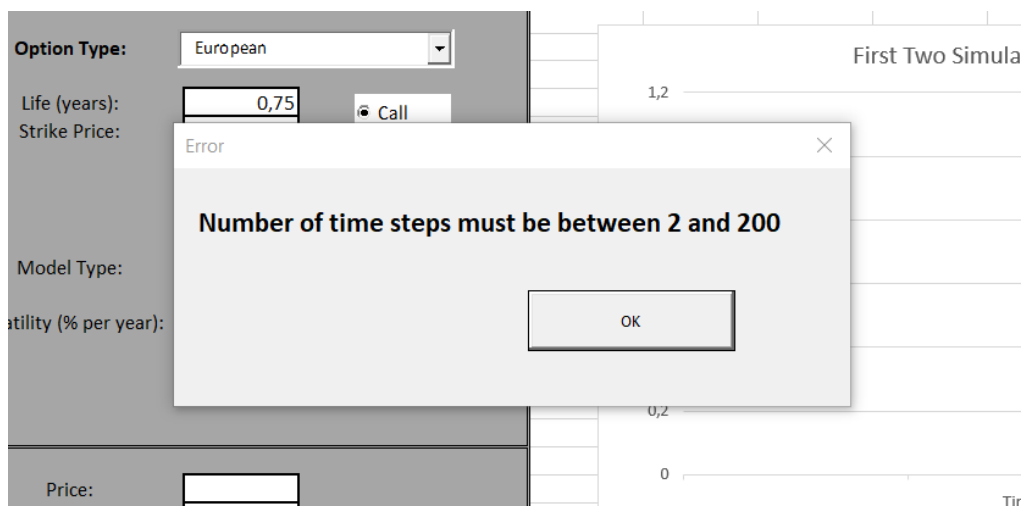 Option Type:
European
First Two Simula
Life (years):
0,75
Call
1,2
Strike Price:
Error
Number of time steps must be between 2 and 200
Model Type:
atility (% per year):
OK
0,2
0
Price:
Tir